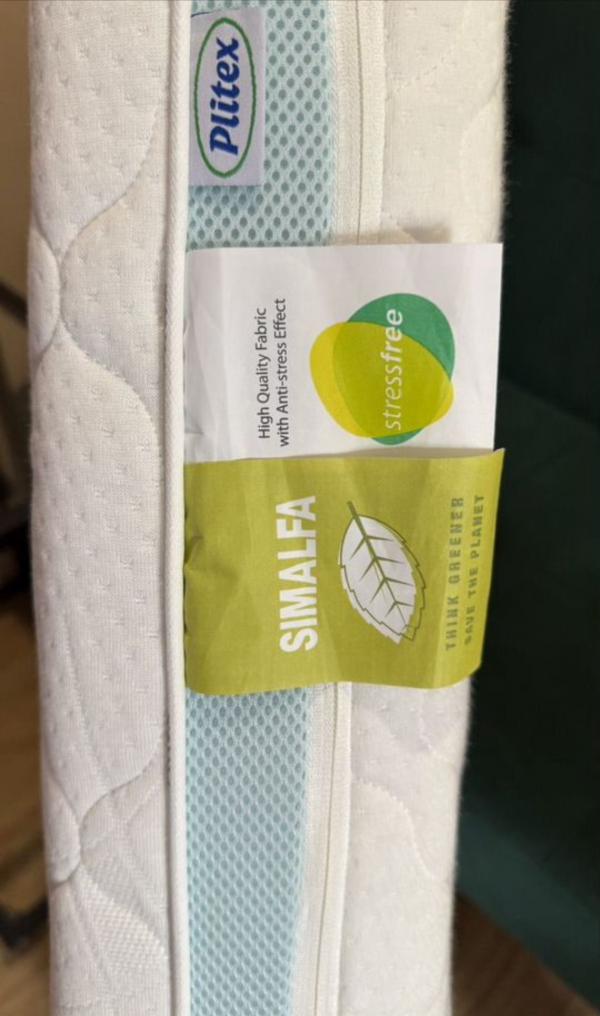 Plitex
High Quality Fabric
with Anti-stress Effect
stressfree
SIMALFA
THINK GREENER
SAVE THE PLANET